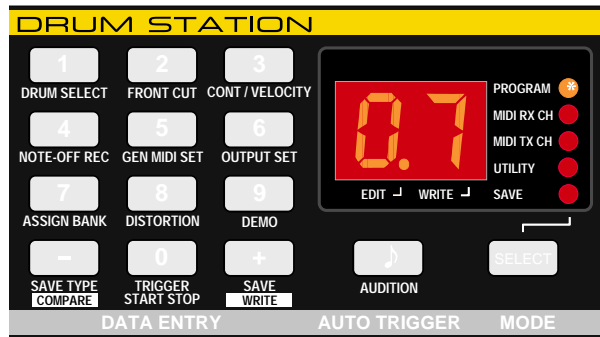 DRUM STATION
1 2 3
DRUM SELECT FRONT CUT CONT / VELOCITY
4 5 6
NOTE-OFF REC GEN MIDI SET OUTPUT SET
7 8 9
ASSIGN BANK DISTORTION DEMO
− 0 +
SAVE TYPE TRIGGER SAVE
COMPARE START STOP WRITE
DATA ENTRY
0.7
EDIT WRITE
PROGRAM *
MIDI RX CH
MIDI TX CH
UTILITY
SAVE
♪
AUDITION
AUTO TRIGGER
SELECT
MODE